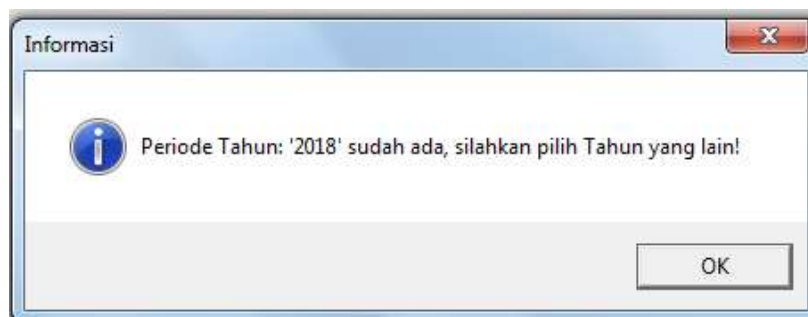 Informasi
Periode Tahun: '2018' sudah ada, silahkan pilih Tahun yang lain!
OK